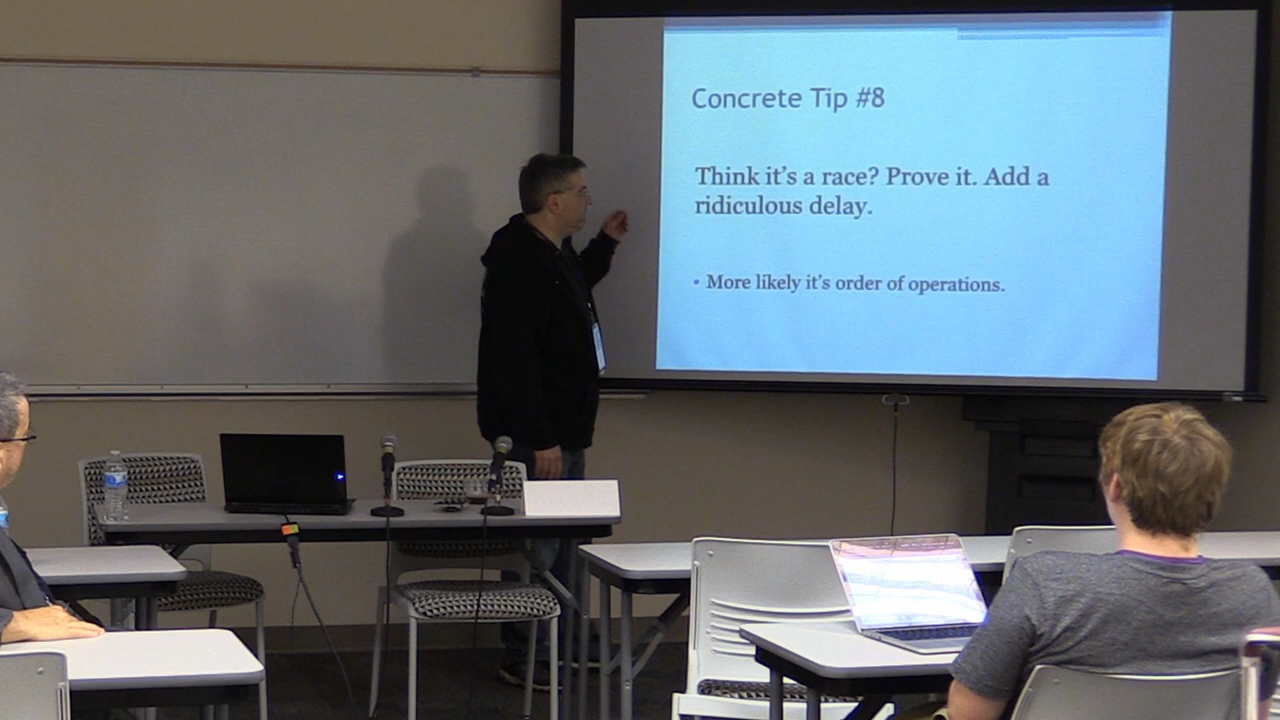 Concrete Tip #8
Think it's a race? Prove it. Add a
ridiculous delay.
• More likely it's order of operations.